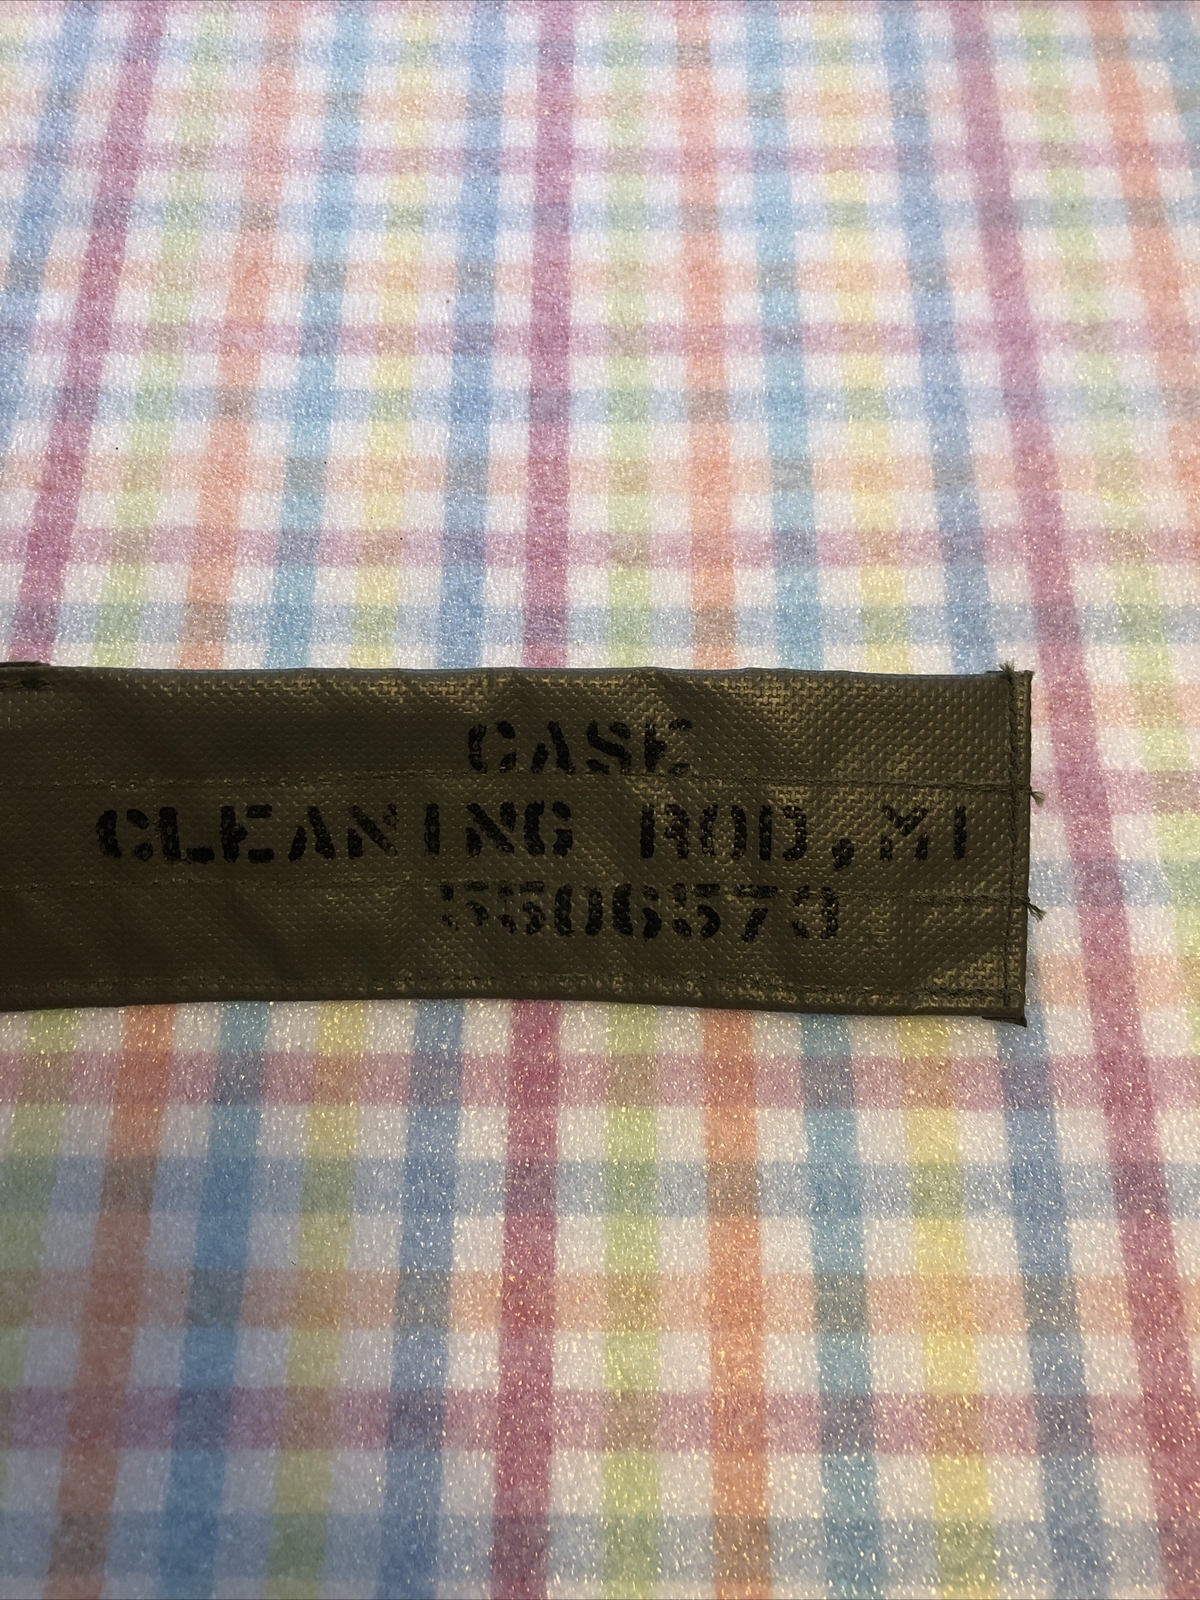 CASE
CLEANING ROD, M1
5506573